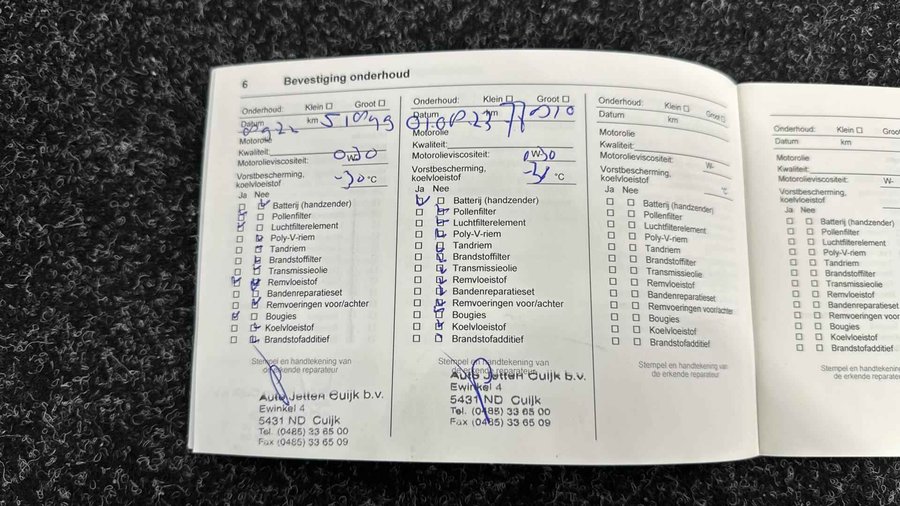 6 Bevestiging onderhoud
Onderhoud: Klein Groot
Datum km
Motorolie
Kwaliteit:
Motorolieviscositeit: 0W-30
Vorstbescherming,
koelvloeistof -30 °C
Ja Nee
Batterij (handzender)
Pollenfilter
Luchtfilterelement
Poly-V-riem
Tandriem
Brandstoffilter
Transmissieolie
Remvloeistof
Bandenreparatieset
Remvoeringen voor/achter
Bougies
Koelvloeistof
Brandstofadditief
Stempel en handtekening van
de erkende reparateur
Auto Jetten Cuijk b.v.
Ewinkel 4
5431 ND Cuijk
Tel. (0485) 33 65 00
Fax (0485) 33 65 09
Onderhoud: Klein Groot
Datum km
Motorolie
Kwaliteit:
Motorolieviscositeit: 0W-30
Vorstbescherming,
koelvloeistof °C
Ja Nee
Batterij (handzender)
Pollenfilter
Luchtfilterelement
Poly-V-riem
Tandriem
Brandstoffilter
Transmissieolie
Remvloeistof
Bandenreparatieset
Remvoeringen voor/achter
Bougies
Koelvloeistof
Brandstofadditief
Stempel en handtekening van
de erkende reparateur
Auto Jetten Cuijk b.v.
Ewinkel 4
5431 ND Cuijk
Tel. (0485) 33 65 00
Fax (0485) 33 65 09
Onderhoud: Klein Groot
Datum km
Motorolie
Kwaliteit:
Motorolieviscositeit: W-
Vorstbescherming,
koelvloeistof °C
Ja Nee
Batterij (handzender)
Pollenfilter
Luchtfilterelement
Poly-V-riem
Tandriem
Brandstoffilter
Transmissieolie
Remvloeistof
Bandenreparatieset
Remvoeringen voor/achter
Bougies
Koelvloeistof
Brandstofadditief
Stempel en handtekening van
de erkende reparateur
Onderhoud: Klein Groot
Datum km
Motorolie
Kwaliteit:
Motorolieviscositeit: W-
Vorstbescherming,
koelvloeistof
Ja Nee
Batterij (handzender)
Pollenfilter
Luchtfilterelement
Poly-V-riem
Tandriem
Brandstoffilter
Transmissieolie
Remvloeistof
Bandenreparatieset
Remvoeringen voor/achter
Bougies
Koelvloeistof
Brandstofadditief
Stempel en handtekening van
de erkende reparateur